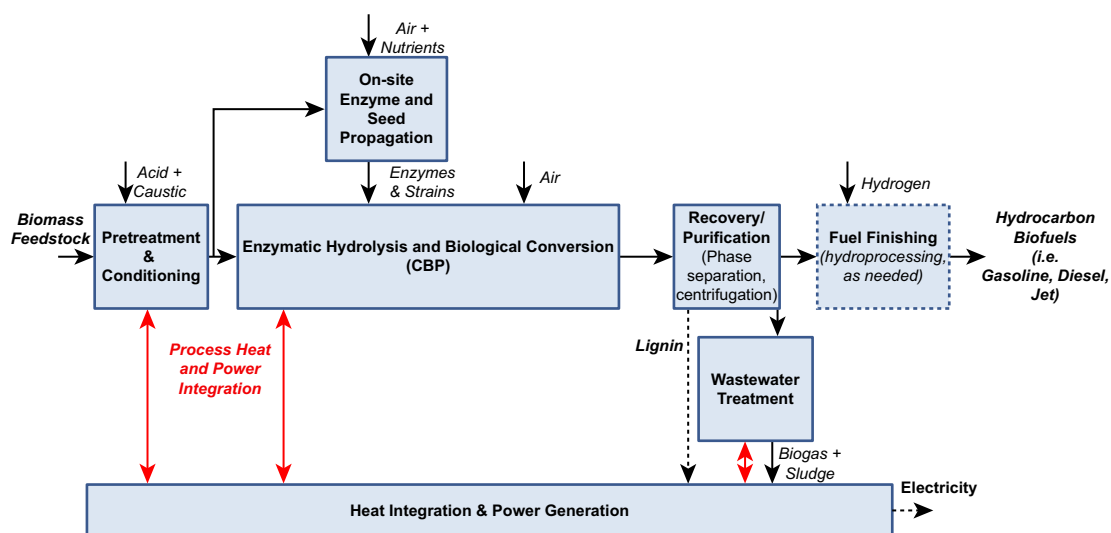 Air +
Nutrients
On-site
Enzyme and
Seed
Propagation
Acid +
Caustic
Enzymes
& Strains
Air
Hydrogen
Biomass
Feedstock
Pretreatment
&
Conditioning
Enzymatic Hydrolysis and Biological Conversion
(CBP)
Recovery/
Purification
(Phase
separation,
centrifugation)
Fuel Finishing
(hydroprocessing,
as needed)
Hydrocarbon
Biofuels
(i.e.
Gasoline, Diesel,
Jet)
Process Heat
and Power
Integration
Lignin
Wastewater
Treatment
Biogas +
Sludge
Heat Integration & Power Generation
Electricity